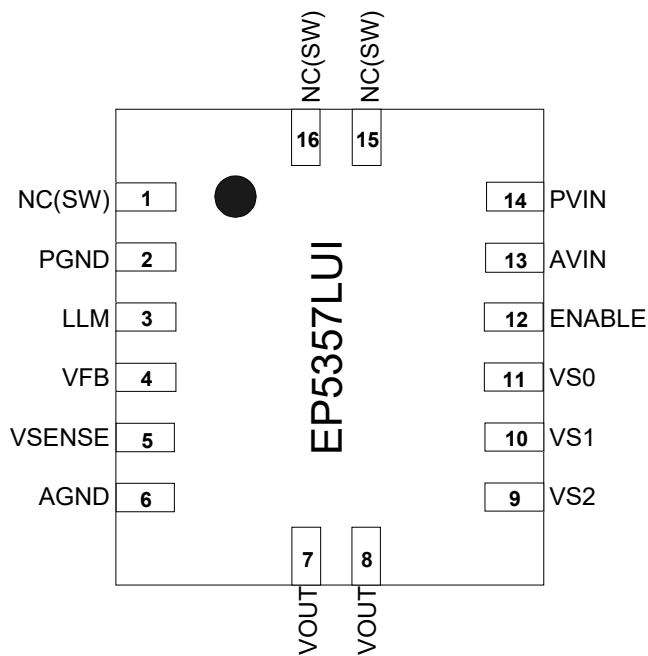 NC(SW)
NC(SW)
16
15
NC(SW)
1
14
PVIN
PGND
2
13
AVIN
LLM
3
12
ENABLE
VFB
4
11
VS0
VSENSE
5
10
VS1
AGND
6
9
VS2
EP5357LUI
7
8
VOUT
VOUT